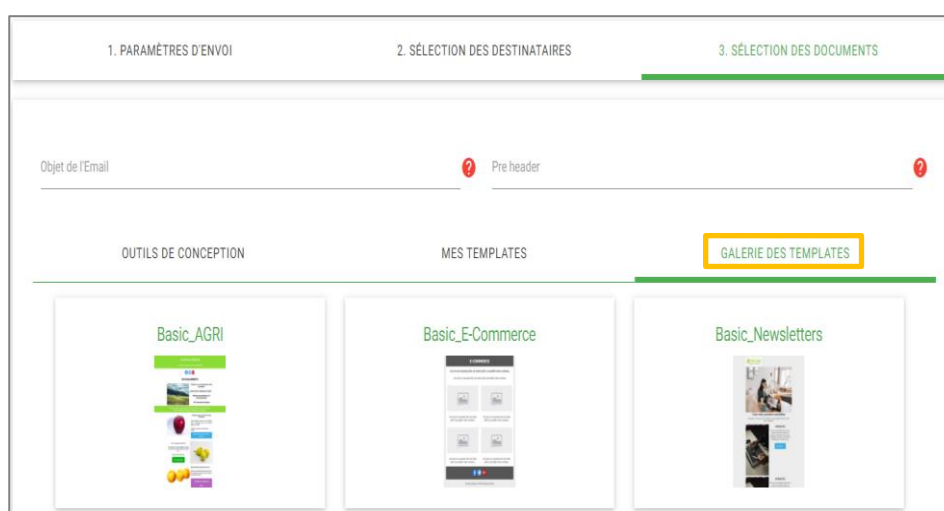 1. PARAMÈTRES D'ENVOI
2. SÉLECTION DES DESTINATAIRES
3. SÉLECTION DES DOCUMENTS
Objet de l'Email
Pre header
OUTILS DE CONCEPTION
MES TEMPLATES
GALERIE DES TEMPLATES
Basic_AGRI
Basic_E-Commerce
Basic_Newsletters
E-COMMERCE